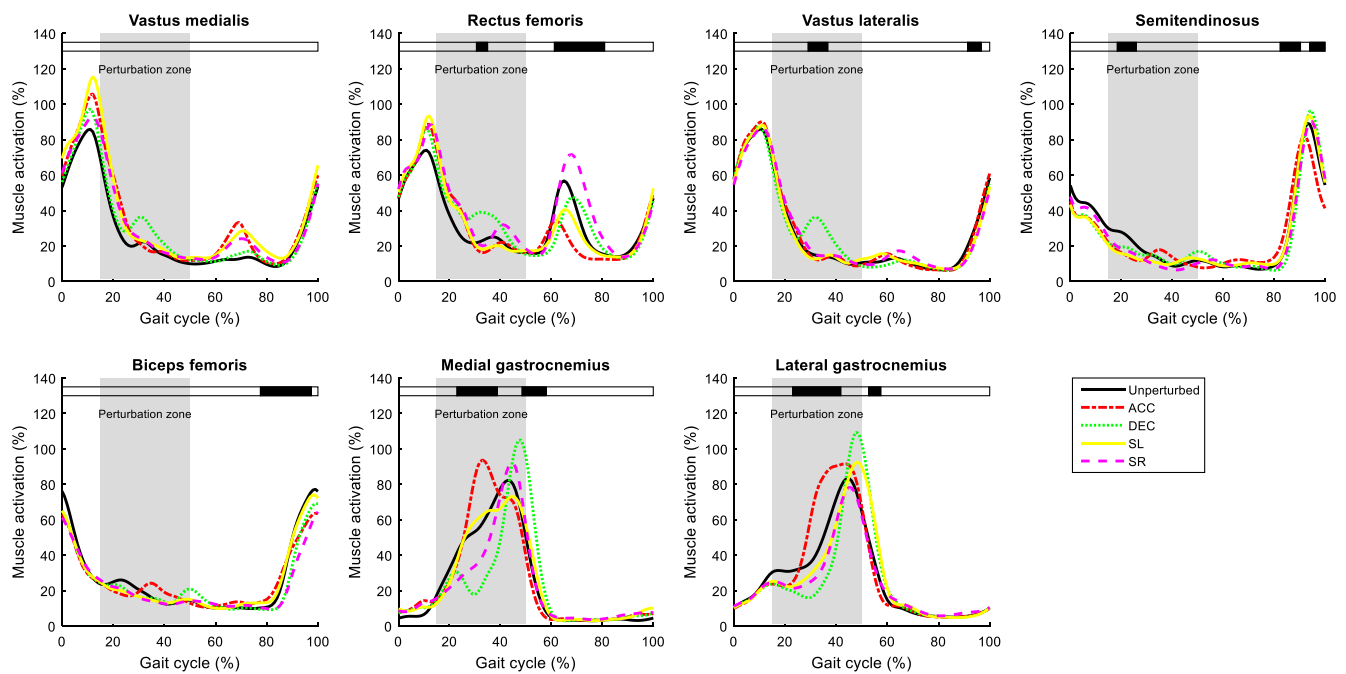 Vastus medialis
140
120
100
80
60
40
20
0
Muscle activation (%)
Perturbation zone
0 20 40 60 80 100
Gait cycle (%)
Rectus femoris
140
120
100
80
60
40
20
0
Muscle activation (%)
Perturbation zone
0 20 40 60 80 100
Gait cycle (%)
Vastus lateralis
140
120
100
80
60
40
20
0
Muscle activation (%)
Perturbation zone
0 20 40 60 80 100
Gait cycle (%)
Semitendinosus
140
120
100
80
60
40
20
0
Muscle activation (%)
Perturbation zone
0 20 40 60 80 100
Gait cycle (%)
Biceps femoris
140
120
100
80
60
40
20
0
Muscle activation (%)
Perturbation zone
0 20 40 60 80 100
Gait cycle (%)
Medial gastrocnemius
140
120
100
80
60
40
20
0
Muscle activation (%)
Perturbation zone
0 20 40 60 80 100
Gait cycle (%)
Lateral gastrocnemius
140
120
100
80
60
40
20
0
Muscle activation (%)
Perturbation zone
0 20 40 60 80 100
Gait cycle (%)
Unperturbed
ACC
DEC
SL
SR